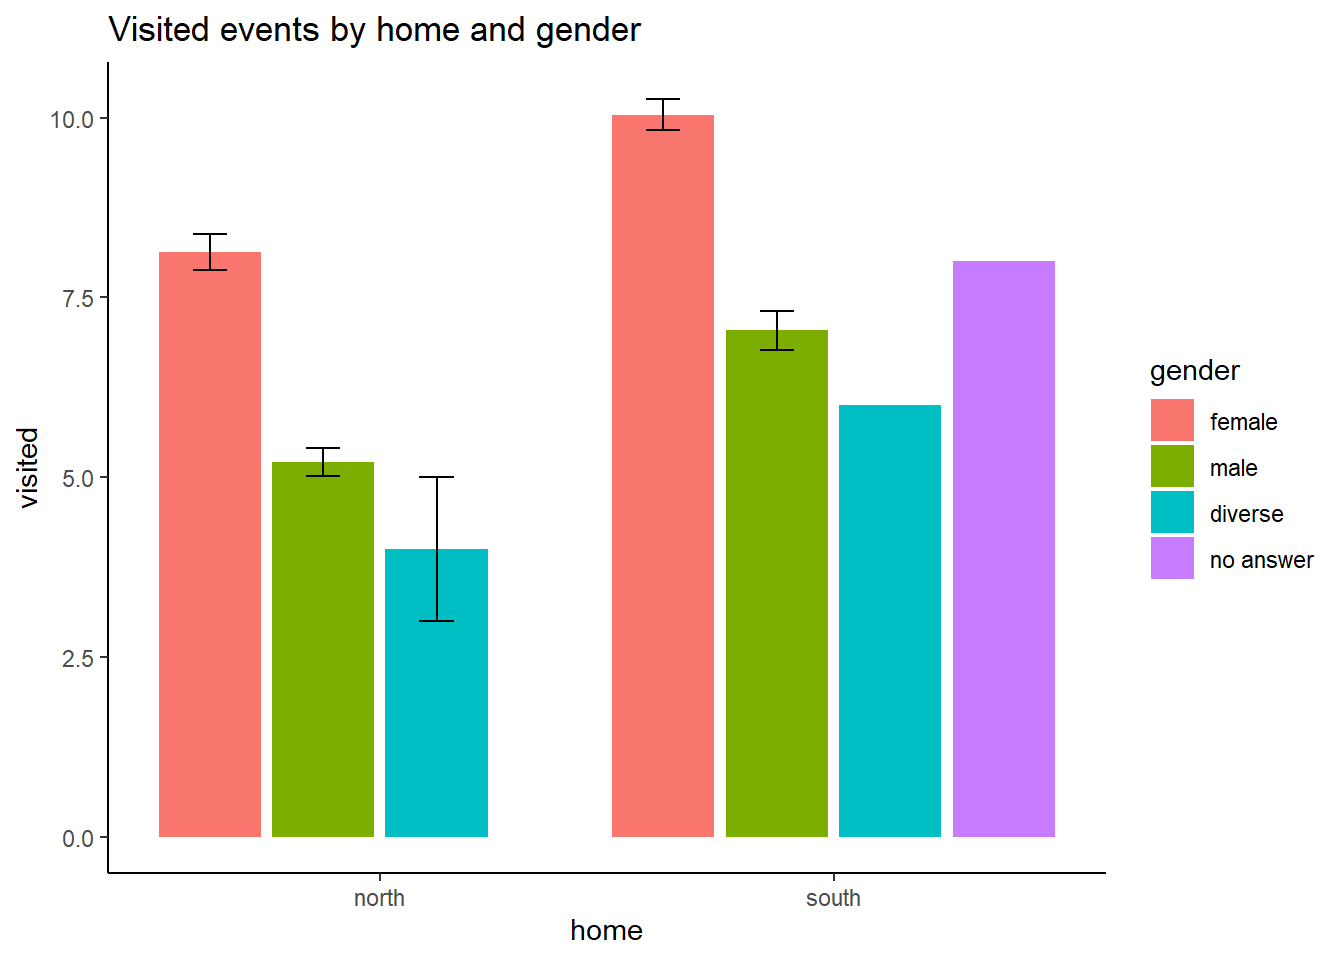 Visited events by home and gender
10.0
7.5
5.0
2.5
0.0
visited
north
south
home
gender
female
male
diverse
no answer